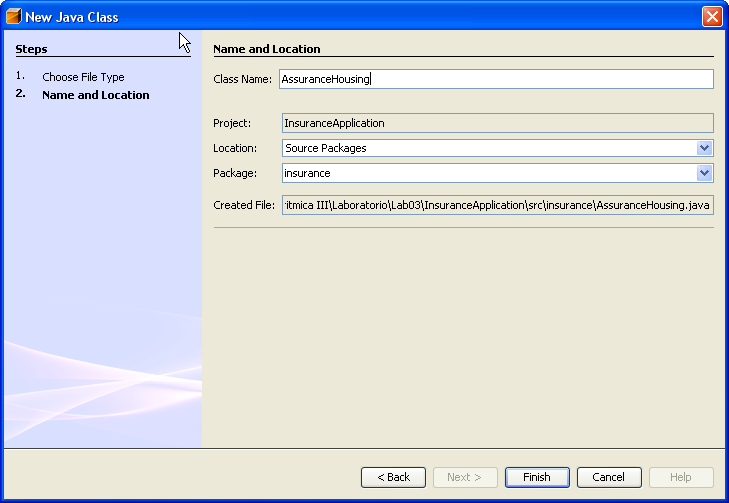 New Java Class
Steps
1. Choose File Type
2. Name and Location
Name and Location
Class Name: AssuranceHousing
Project: InsuranceApplication
Location: Source Packages
Package: insurance
Created File: ritmica III\Laboratorio\Lab03\InsuranceApplication\src\insurance\AssuranceHousing.java
< Back Next > Finish Cancel Help